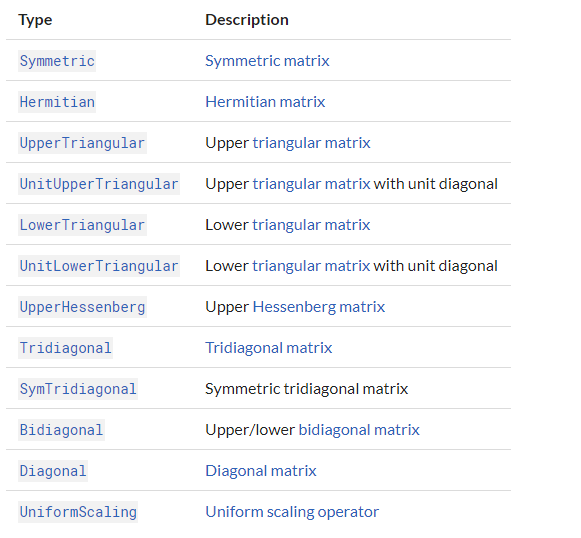 Type Description
Symmetric Symmetric matrix
Hermitian Hermitian matrix
UpperTriangular Upper triangular matrix
UnitUpperTriangular Upper triangular matrix with unit diagonal
LowerTriangular Lower triangular matrix
UnitLowerTriangular Lower triangular matrix with unit diagonal
UpperHessenberg Upper Hessenberg matrix
Tridiagonal Tridiagonal matrix
SymTridiagonal Symmetric tridiagonal matrix
Bidiagonal Upper/lower bidiagonal matrix
Diagonal Diagonal matrix
UniformScaling Uniform scaling operator